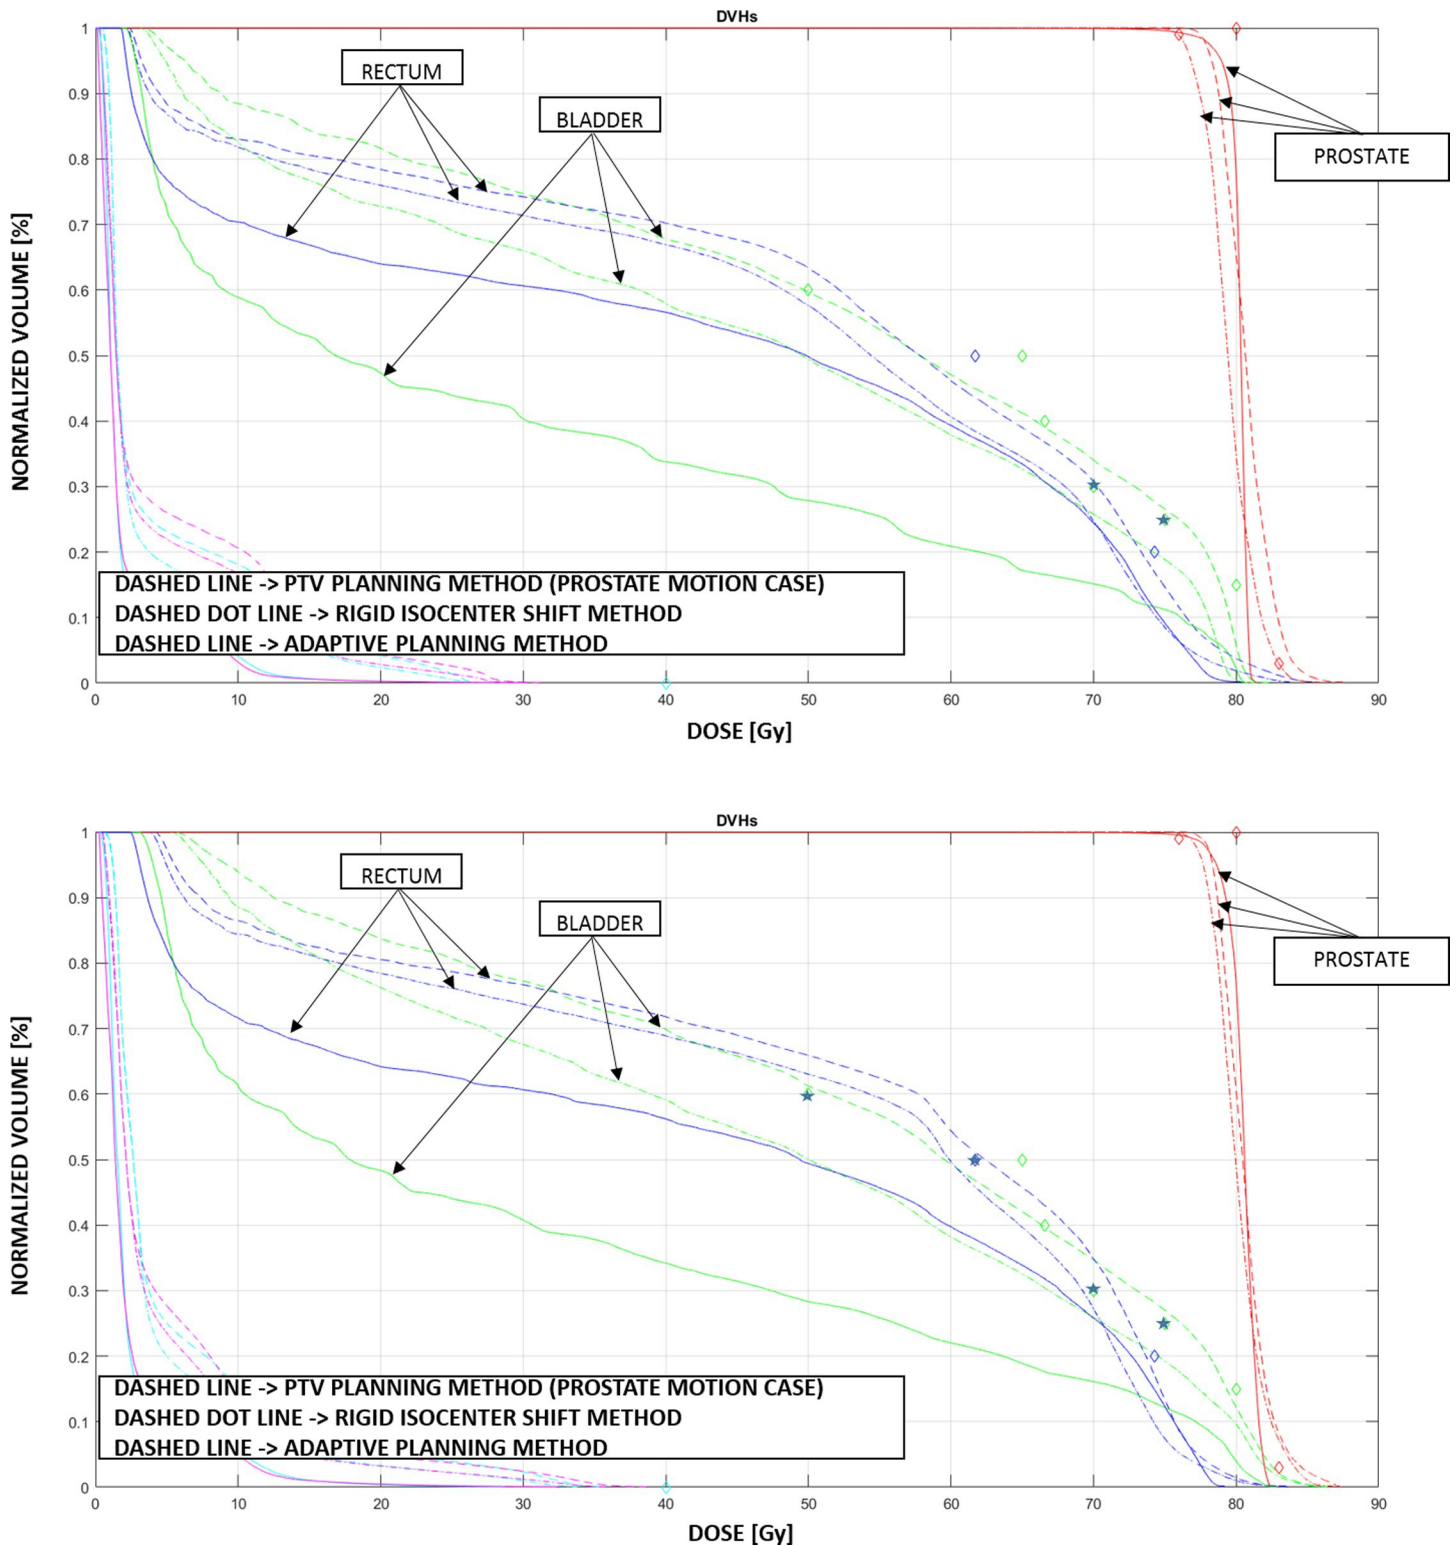 DVHs
1
0.9
0.8
0.7
0.6
0.5
0.4
0.3
0.2
0.1
0
NORMALIZED VOLUME [%]
RECTUM
BLADDER
PROSTATE
DASHED LINE -> PTV PLANNING METHOD (PROSTATE MOTION CASE)
DASHED DOT LINE -> RIGID ISOCENTER SHIFT METHOD
DASHED LINE -> ADAPTIVE PLANNING METHOD
0 10 20 30 40 50 60 70 80 90
DOSE [Gy]
DVHs
1
0.9
0.8
0.7
0.6
0.5
0.4
0.3
0.2
0.1
0
NORMALIZED VOLUME [%]
RECTUM
BLADDER
PROSTATE
DASHED LINE -> PTV PLANNING METHOD (PROSTATE MOTION CASE)
DASHED DOT LINE -> RIGID ISOCENTER SHIFT METHOD
DASHED LINE -> ADAPTIVE PLANNING METHOD
0 10 20 30 40 50 60 70 80 90
DOSE [Gy]